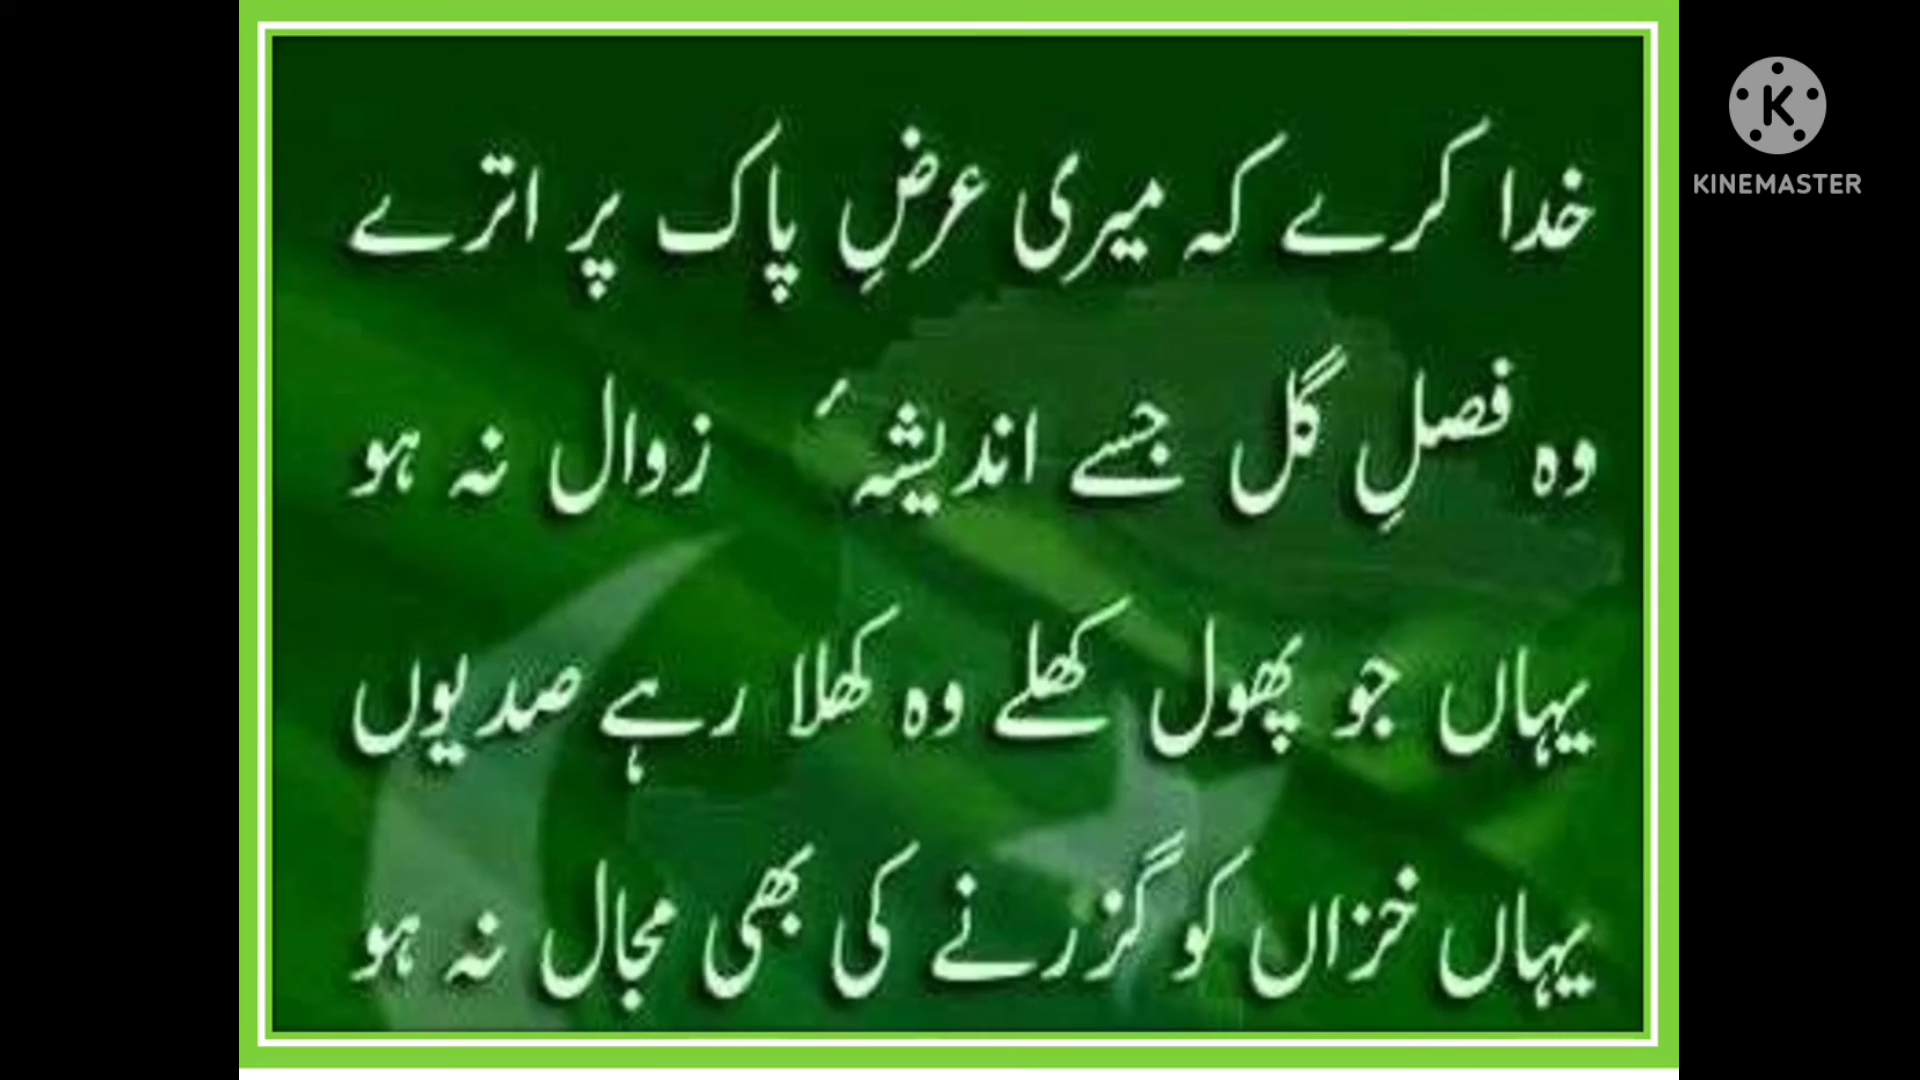 خدا کرے کہ میری عرضِ پاک پر اترے
وہ فصلِ گل جسے اندیشہٴ زوال نہ ہو
یہاں جو پھول کھلے وہ کھلا رہے صدیوں
یہاں خزاں کو گزرنے کی بھی مجال نہ ہو
K
KINEMASTER